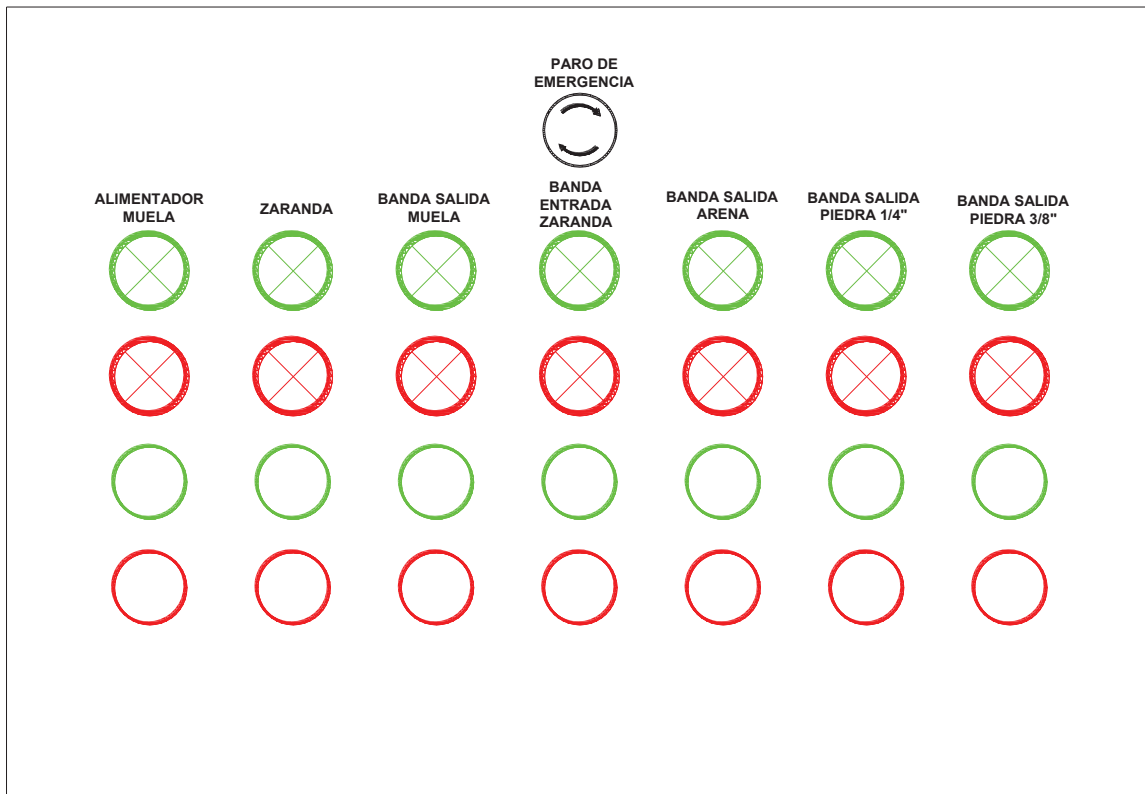 PARO DE
EMERGENCIA
ALIMENTADOR
MUELA
ZARANDA
BANDA SALIDA
MUELA
BANDA
ENTRADA
ZARANDA
BANDA SALIDA
ARENA
BANDA SALIDA
PIEDRA 1/4"
BANDA SALIDA
PIEDRA 3/8"